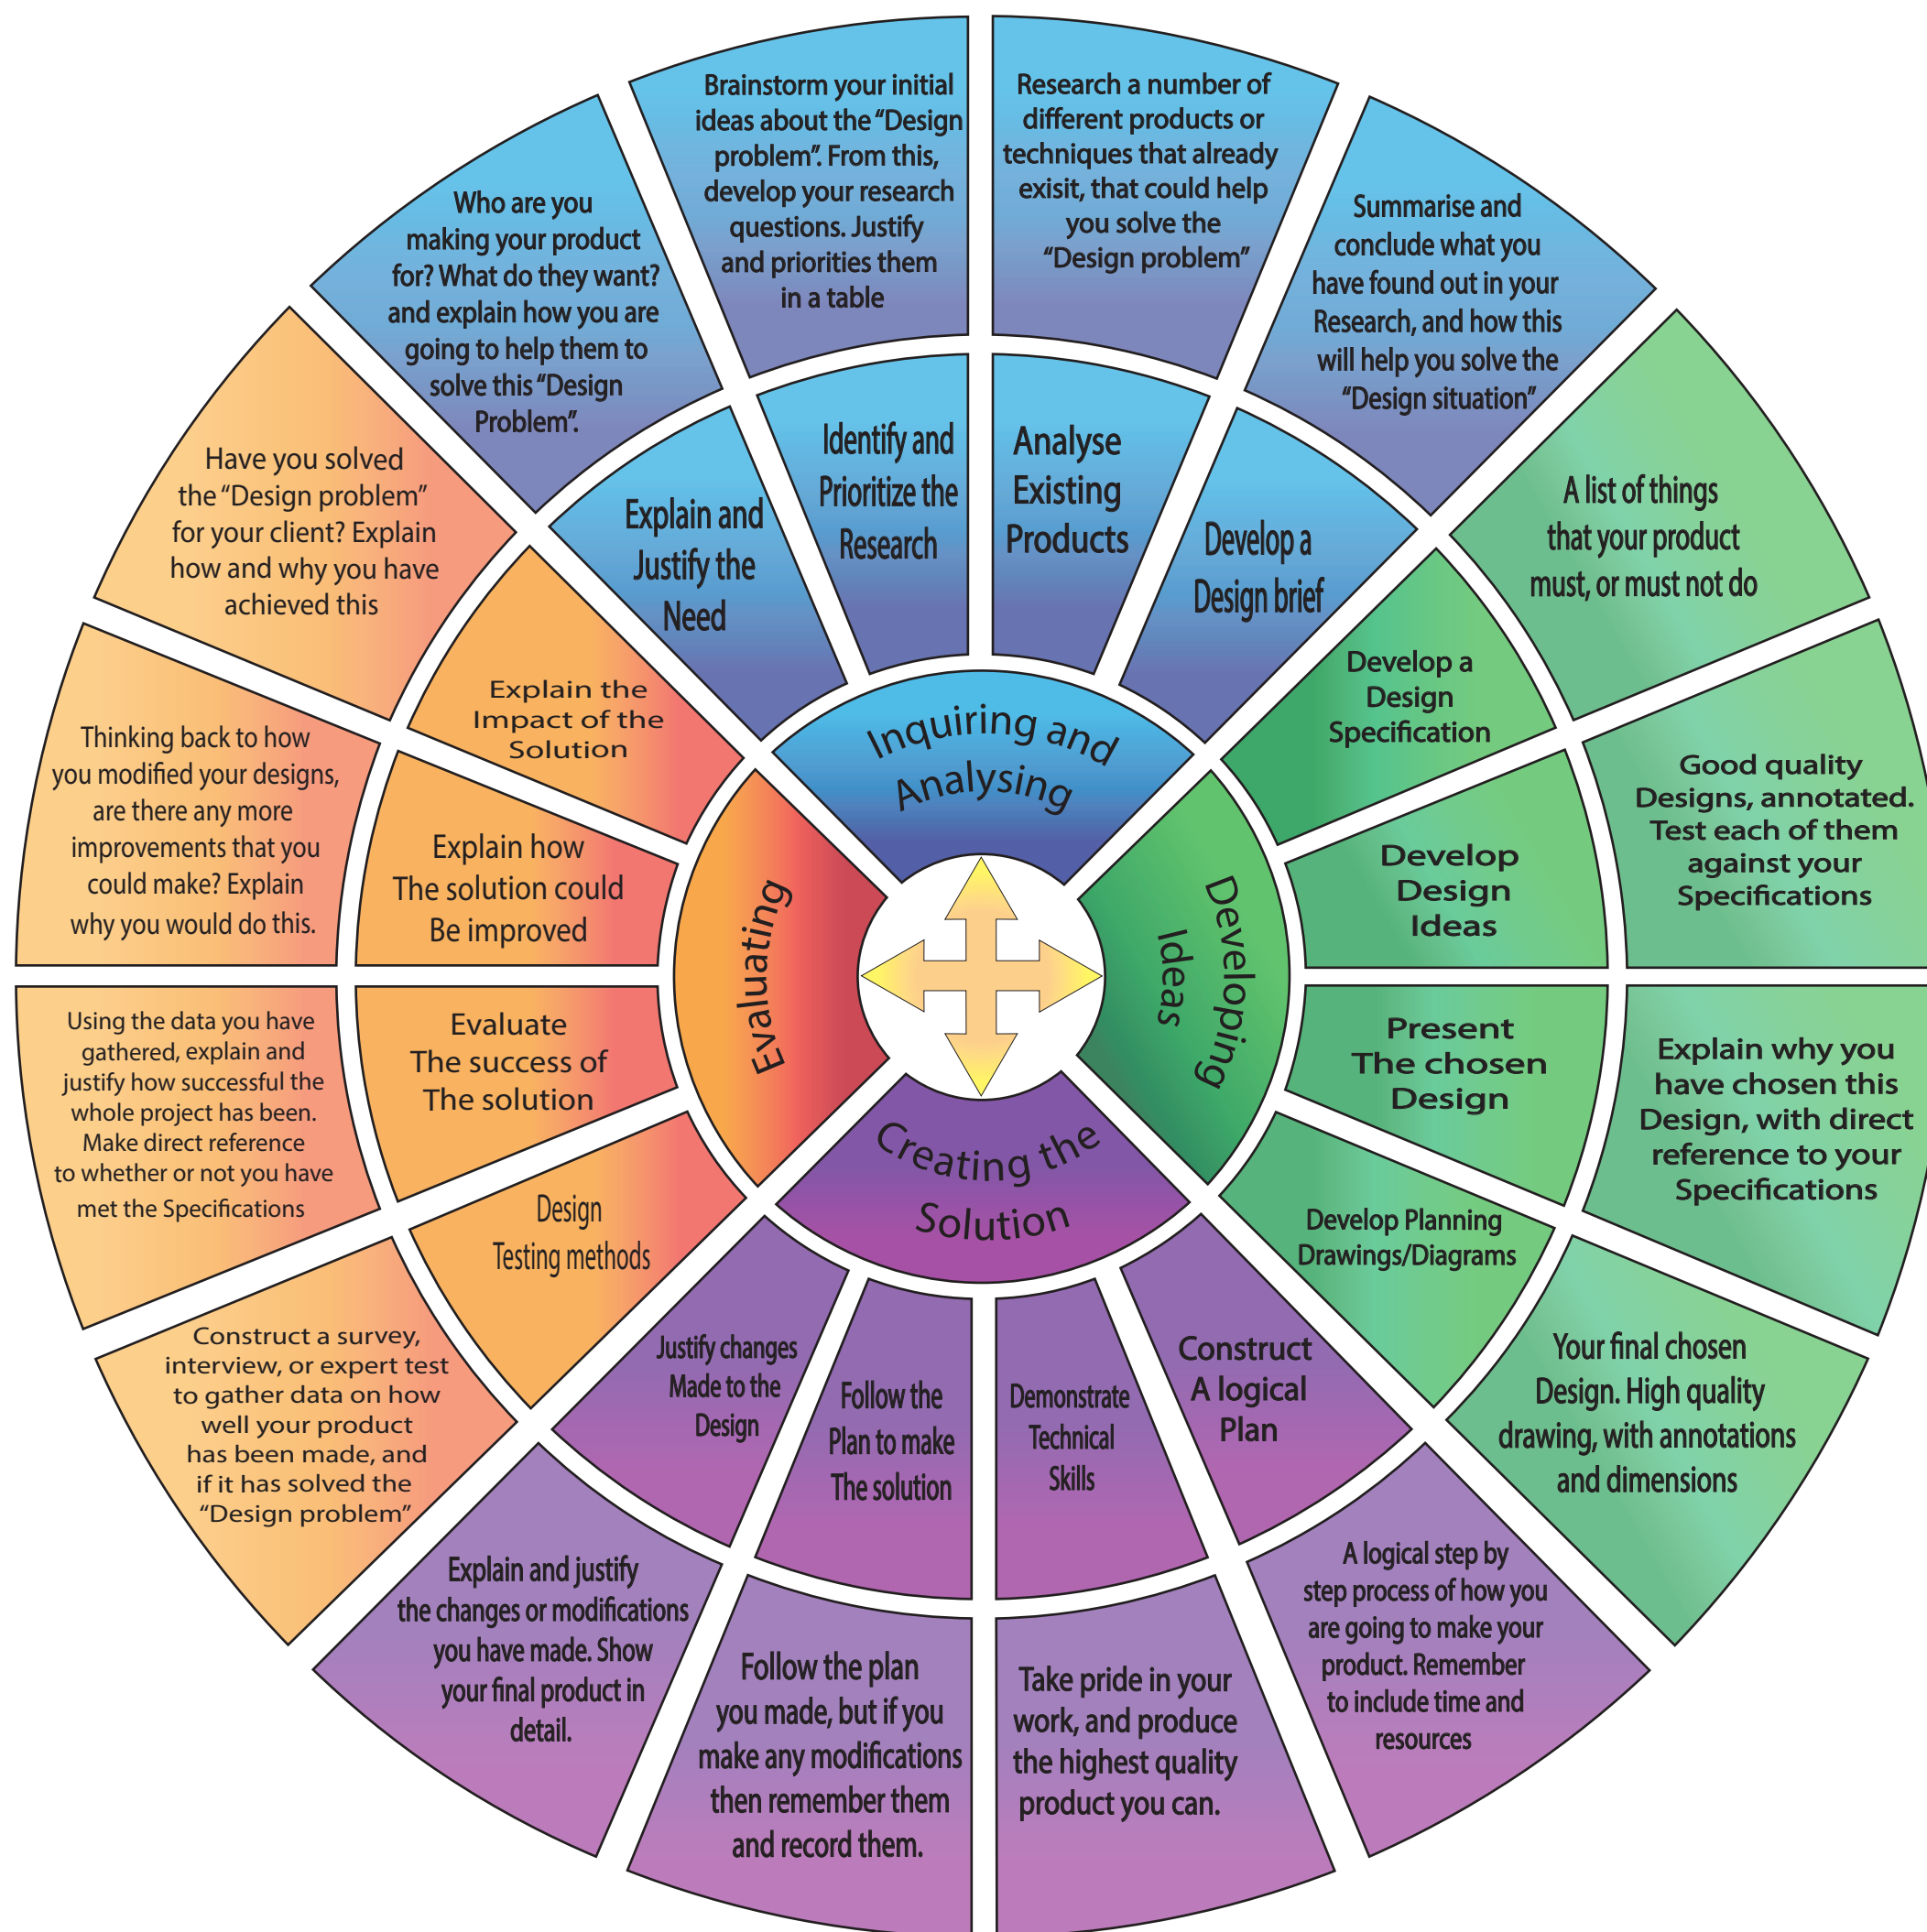 Inquiring and
Analysing
Explain and
Justify the
Need
Who are you
making your product
for? What do they want?
and explain how you are
going to help them to
solve this “Design
Problem”.
Identify and
Prioritize the
Research
Brainstorm your initial
ideas about the “Design
problem”. From this,
develop your research
questions. Justify
and priorities them
in a table
Analyse
Existing
Products
Research a number of
different products or
techniques that already
exisit, that could help
you solve the
“Design problem”
Develop a
Design brief
Summarise and
conclude what you
have found out in your
Research, and how this
will help you solve the
“Design situation”
Developing
Ideas
Develop a
Design
Specification
A list of things
that your product
must, or must not do
Develop
Design
Ideas
Good quality
Designs, annotated.
Test each of them
against your
Specifications
Present
The chosen
Design
Explain why you
have chosen this
Design, with direct
reference to your
Specifications
Develop Planning
Drawings/Diagrams
Your final chosen
Design. High quality
drawing, with annotations
and dimensions
Creating the
Solution
Construct
A logical
Plan
A logical step by
step process of how you
are going to make your
product. Remember
to include time and
resources
Demonstrate
Technical
Skills
Take pride in your
work, and produce
the highest quality
product you can.
Follow the
Plan to make
The solution
Follow the plan
you made, but if you
make any modifications
then remember them
and record them.
Justify changes
Made to the
Design
Explain and justify
the changes or modifications
you have made. Show
your final product in
detail.
Evaluating
Design
Testing methods
Construct a survey,
interview, or expert test
to gather data on how
well your product
has been made, and
if it has solved the
“Design problem”
Evaluate
The success of
The solution
Using the data you have
gathered, explain and
justify how successful the
whole project has been.
Make direct reference
to whether or not you have
met the Specifications
Explain how
The solution could
Be improved
Thinking back to how
you modified your designs,
are there any more
improvements that you
could make? Explain
why you would do this.
Explain the
Impact of the
Solution
Have you solved
the “Design problem”
for your client? Explain
how and why you have
achieved this